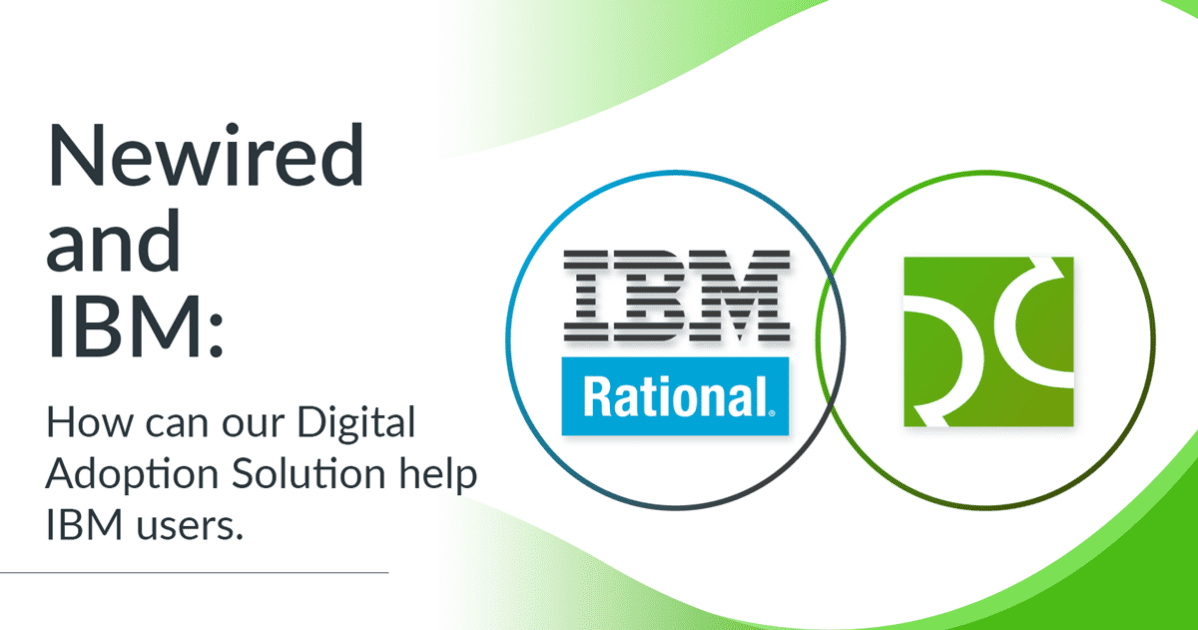 Newired
and
IBM:
How can our Digital
Adoption Solution help
IBM users.
IBM
Rational®